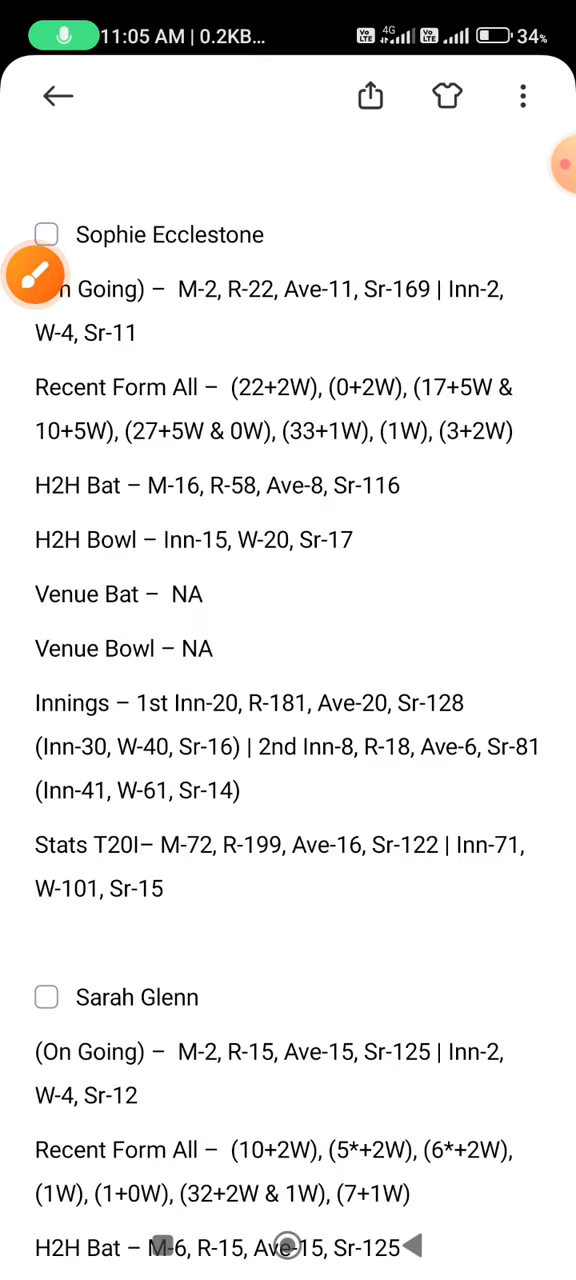 11:05 AM | 0.2KB...
Vo LTE 4G Vo LTE 34%
Sophie Ecclestone
n Going) – M-2, R-22, Ave-11, Sr-169 | Inn-2,
W-4, Sr-11
Recent Form All – (22+2W), (0+2W), (17+5W &
10+5W), (27+5W & 0W), (33+1W), (1W), (3+2W)
H2H Bat – M-16, R-58, Ave-8, Sr-116
H2H Bowl – Inn-15, W-20, Sr-17
Venue Bat – NA
Venue Bowl – NA
Innings – 1st Inn-20, R-181, Ave-20, Sr-128
(Inn-30, W-40, Sr-16) | 2nd Inn-8, R-18, Ave-6, Sr-81
(Inn-41, W-61, Sr-14)
Stats T20I– M-72, R-199, Ave-16, Sr-122 | Inn-71,
W-101, Sr-15
Sarah Glenn
(On Going) – M-2, R-15, Ave-15, Sr-125 | Inn-2,
W-4, Sr-12
Recent Form All – (10+2W), (5*+2W), (6*+2W),
(1W), (1+0W), (32+2W & 1W), (7+1W)
H2H Bat – M-6, R-15, Ave-15, Sr-125